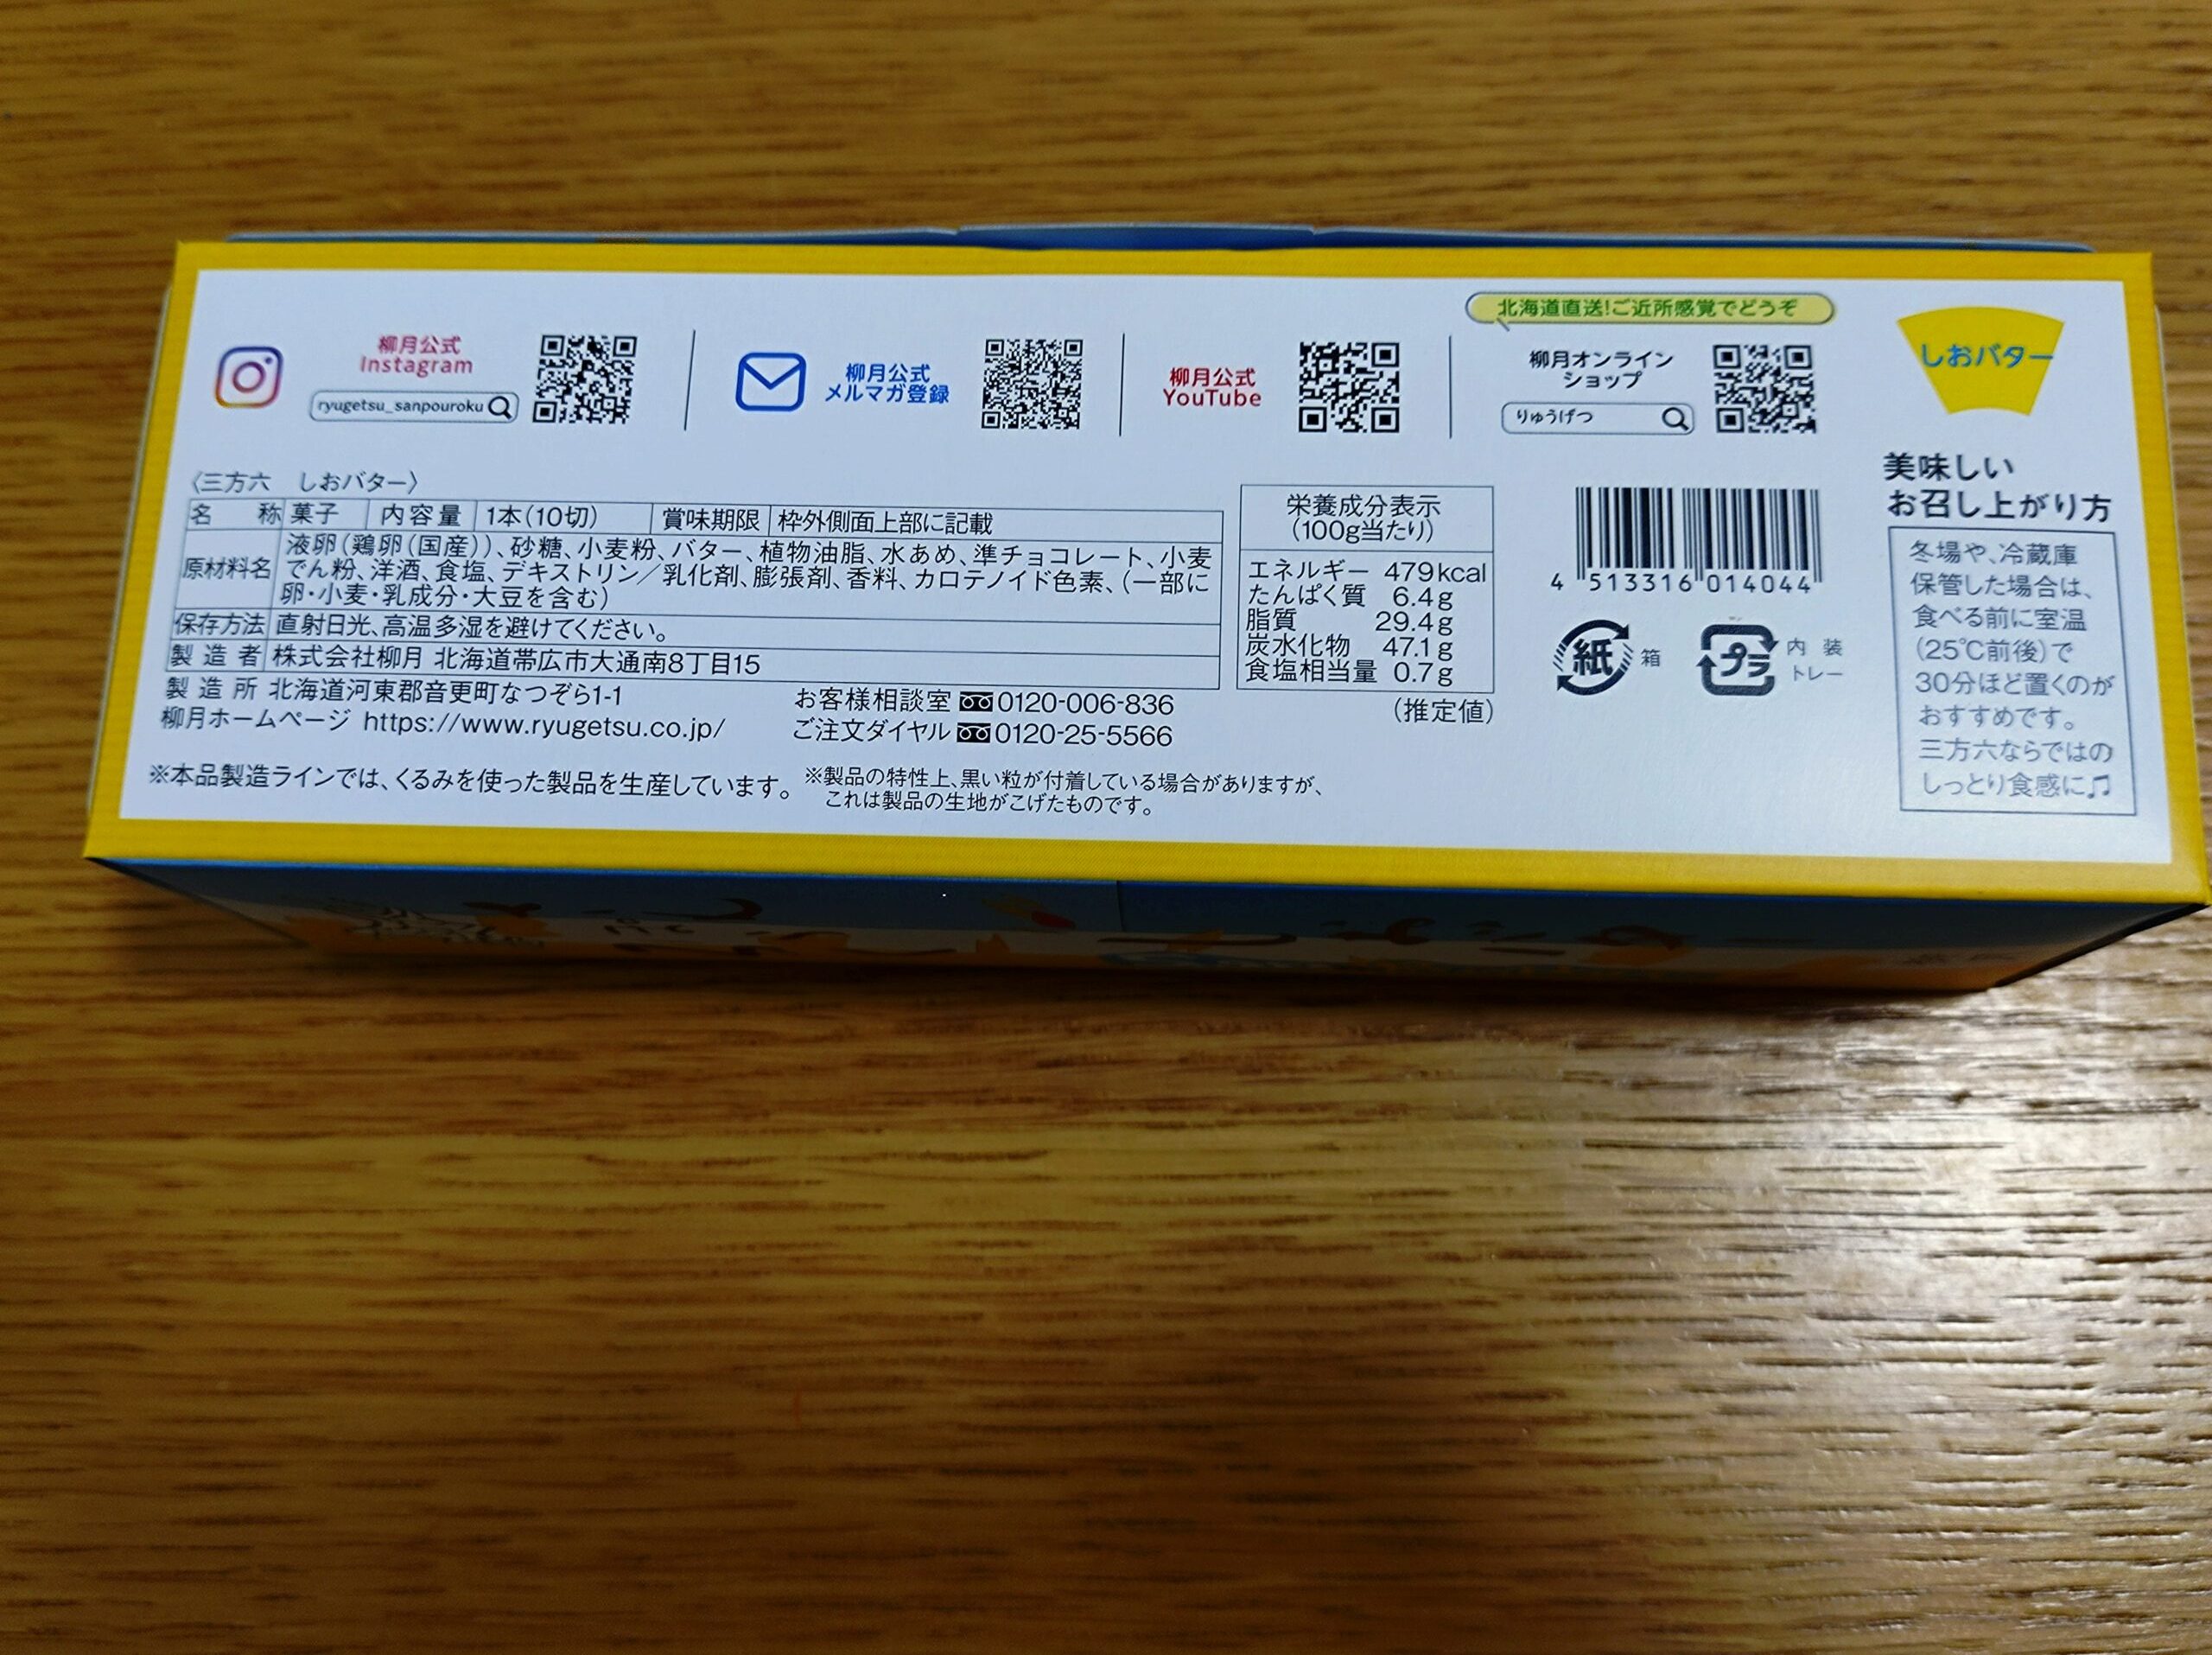 柳月公式
Instagram
ryugetsu_sanpouroku
柳月公式
メルマガ登録
柳月公式
YouTube
北海道直送!ご近所感覚でどうぞ
柳月オンライン
ショップ
りゅうげつ
しおバター
〈三方六　しおバター〉
名　称 菓子 内容量 1本(10切) 賞味期限 枠外側面上部に記載
原材料名 液卵(鶏卵(国産))、砂糖、小麦粉、バター、植物油脂、水あめ、準チョコレート、小麦
でん粉、洋酒、食塩、デキストリン／乳化剤、膨張剤、香料、カロテノイド色素、(一部に
卵・小麦・乳成分・大豆を含む)
保存方法 直射日光、高温多湿を避けてください。
製造者 株式会社柳月 北海道帯広市大通南8丁目15
製造所 北海道河東郡音更町なつぞら1-1
柳月ホームページ https://www.ryugetsu.co.jp/
お客様相談室 0120-006-836
ご注文ダイヤル 0120-25-5566
※本品製造ラインでは、くるみを使った製品を生産しています。
※製品の特性上、黒い粒が付着している場合がありますが、
これは製品の生地がこげたものです。
栄養成分表示
(100g当たり)
エネルギー 479kcal
たんぱく質 6.4g
脂質 29.4g
炭水化物 47.1g
食塩相当量 0.7g
(推定値)
4 513316 014044
紙 箱
プラ 内装
トレー
美味しい
お召し上がり方
冬場や、冷蔵庫
保管した場合は、
食べる前に室温
(25℃前後)で
30分ほど置くのが
おすすめです。
三方六ならではの
しっとり食感に♫